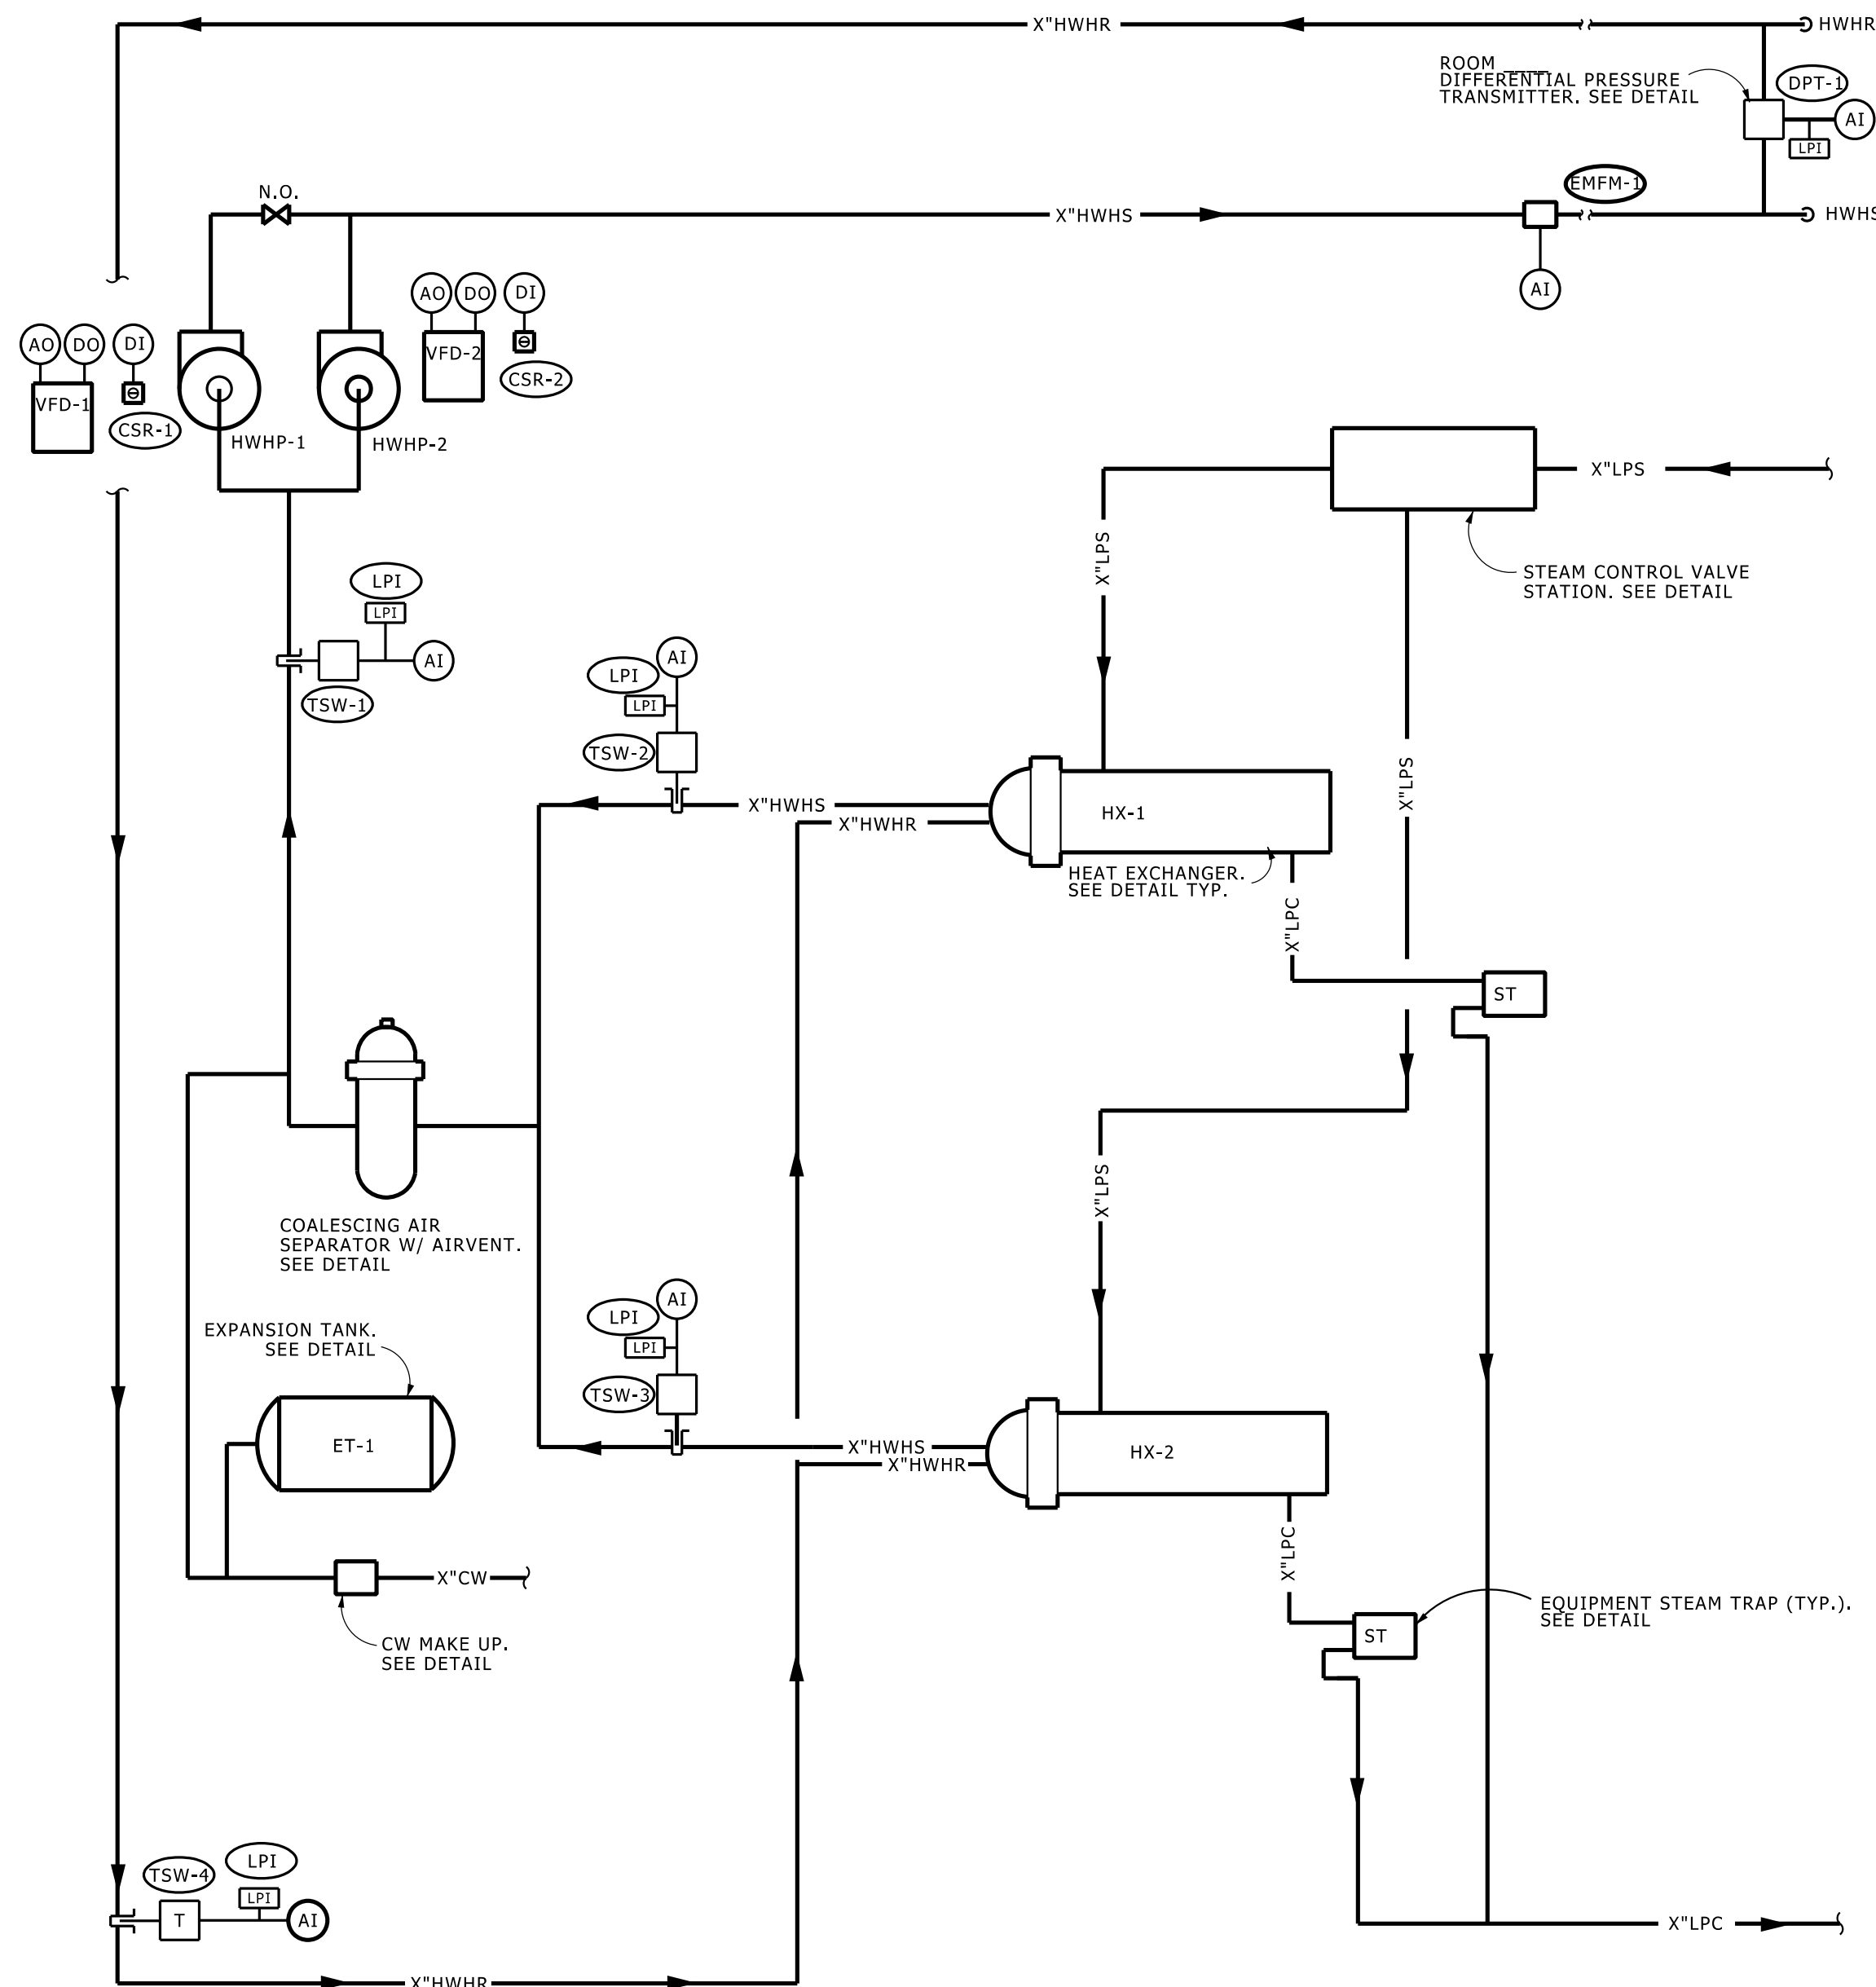 X"HWHR
HWHR
ROOM
DIFFERENTIAL PRESSURE
TRANSMITTER. SEE DETAIL
DPT-1
AI
LPI
EMFM-1
N.O.
X"HWHS
HWHS
AI
AO
DO
DI
VFD-2
CSR-2
AO
DO
DI
VFD-1
CSR-1
HWHP-1
HWHP-2
X"LPS
X"LPS
STEAM CONTROL VALVE
STATION. SEE DETAIL
LPI
LPI
AI
TSW-1
AI
LPI
LPI
TSW-2
X"LPS
X"HWHS
X"HWHR
HX-1
HEAT EXCHANGER.
SEE DETAIL TYP.
X"LPC
ST
X"LPS
COALESCING AIR
SEPARATOR W/ AIRVENT.
SEE DETAIL
AI
LPI
LPI
TSW-3
EXPANSION TANK.
SEE DETAIL
ET-1
X"HWHS
X"HWHR
HX-2
X"LPC
X"CW
CW MAKE UP.
SEE DETAIL
EQUIPMENT STEAM TRAP (TYP.).
SEE DETAIL
ST
TSW-4
LPI
LPI
T
AI
X"LPC
X"HWHR